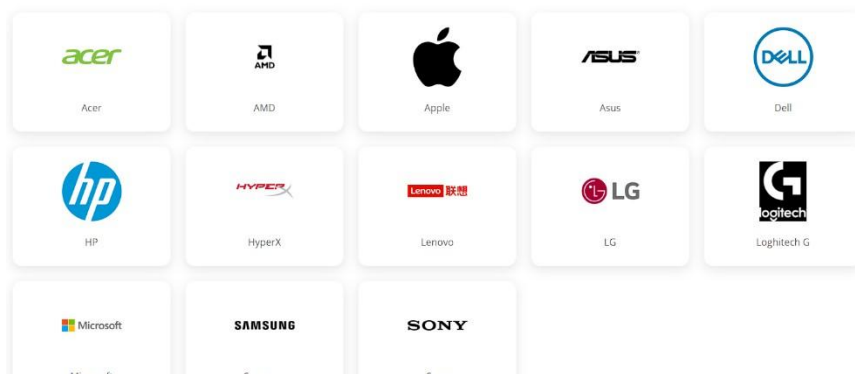 acer
AMD
ASUS
DELL
Acer
AMD
Apple
Asus
Dell
hp
HYPERX
Lenovo 联想
LG
G
logitech
HP
HyperX
Lenovo
LG
Loghitech G
Microsoft
SAMSUNG
SONY